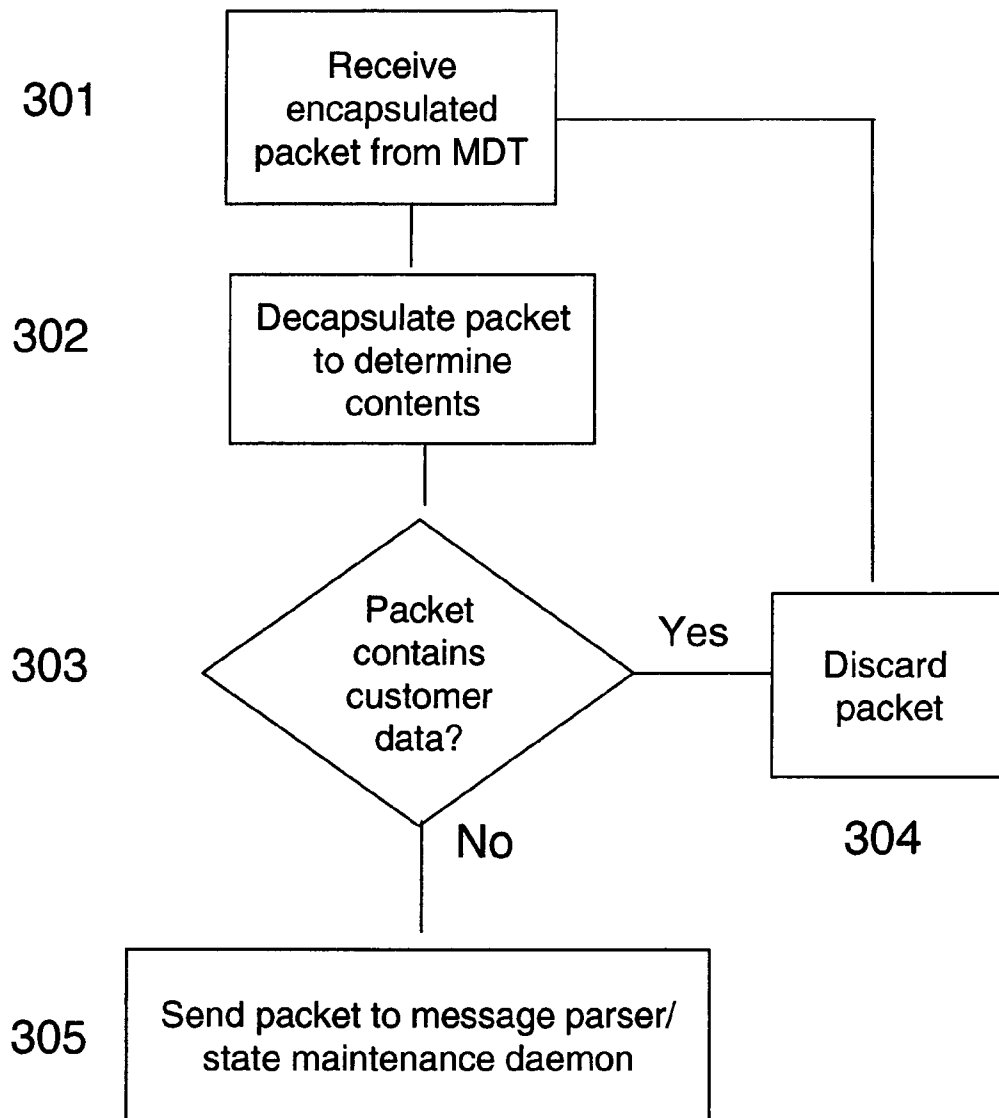 301
Receive
encapsulated
packet from MDT
302
Decapsulate packet
to determine
contents
303
Packet
contains
customer
data?
Yes
Discard
packet
304
No
305
Send packet to message parser/
state maintenance daemon